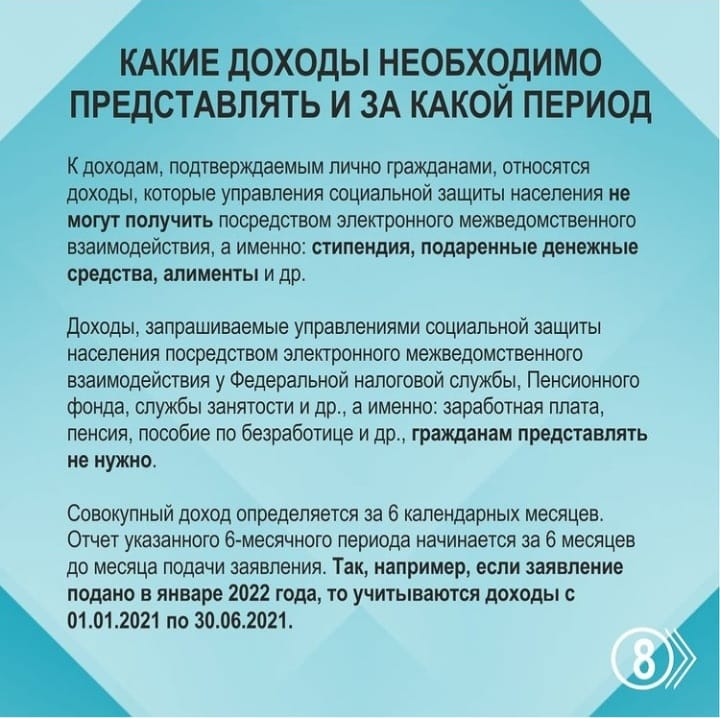 КАКИЕ ДОХОДЫ НЕОБХОДИМО
ПРЕДСТАВЛЯТЬ И ЗА КАКОЙ ПЕРИОД
К доходам, подтверждаемым лично гражданами, относятся
доходы, которые управления социальной защиты населения не
могут получить посредством электронного межведомственного
взаимодействия, а именно: стипендия, подаренные денежные
средства, алименты и др.
Доходы, запрашиваемые управлениями социальной защиты
населения посредством электронного межведомственного
взаимодействия у Федеральной налоговой службы, Пенсионного
фонда, службы занятости и др., а именно: заработная плата,
пенсия, пособие по безработице и др., гражданам представлять
не нужно.
Совокупный доход определяется за 6 календарных месяцев.
Отчет указанного 6-месячного периода начинается за 6 месяцев
до месяца подачи заявления. Так, например, если заявление
подано в январе 2022 года, то учитываются доходы с
01.01.2021 по 30.06.2021.
8